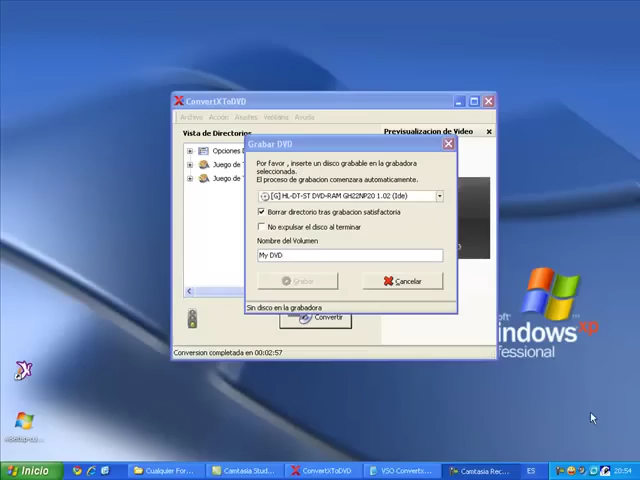 ConvertXToDVD
Archivo Acción Ajustes Ventana Ayuda
Vista de Directorios
Previsualizacion de Video
Opciones
Juego de
Juego de
Grabar DVD
Por favor , inserte un disco grabable en la grabadora
seleccionada.
El proceso de grabacion comenzara automaticamente.
[G] HL-DT-ST DVD-RAM GH22NP20 1.02 (Ide)
Borrar directorio tras grabacion satisfactoria
No expulsar el disco al terminar
Nombre del Volumen
My DVD
Grabar
Cancelar
Sin disco en la grabadora
Convertir
Conversion completada en 00:02:57
soft
indows xp
fessional
Inicio
Cualquier For...
Camtasia Stud...
ConvertXToDVD
VSO Convertx...
Camtasia Rec...
ES
20:54